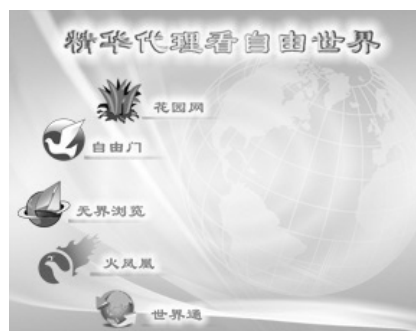 精华代理看自由世界
花园网
自由门
无界浏览
火凤凰
世界通